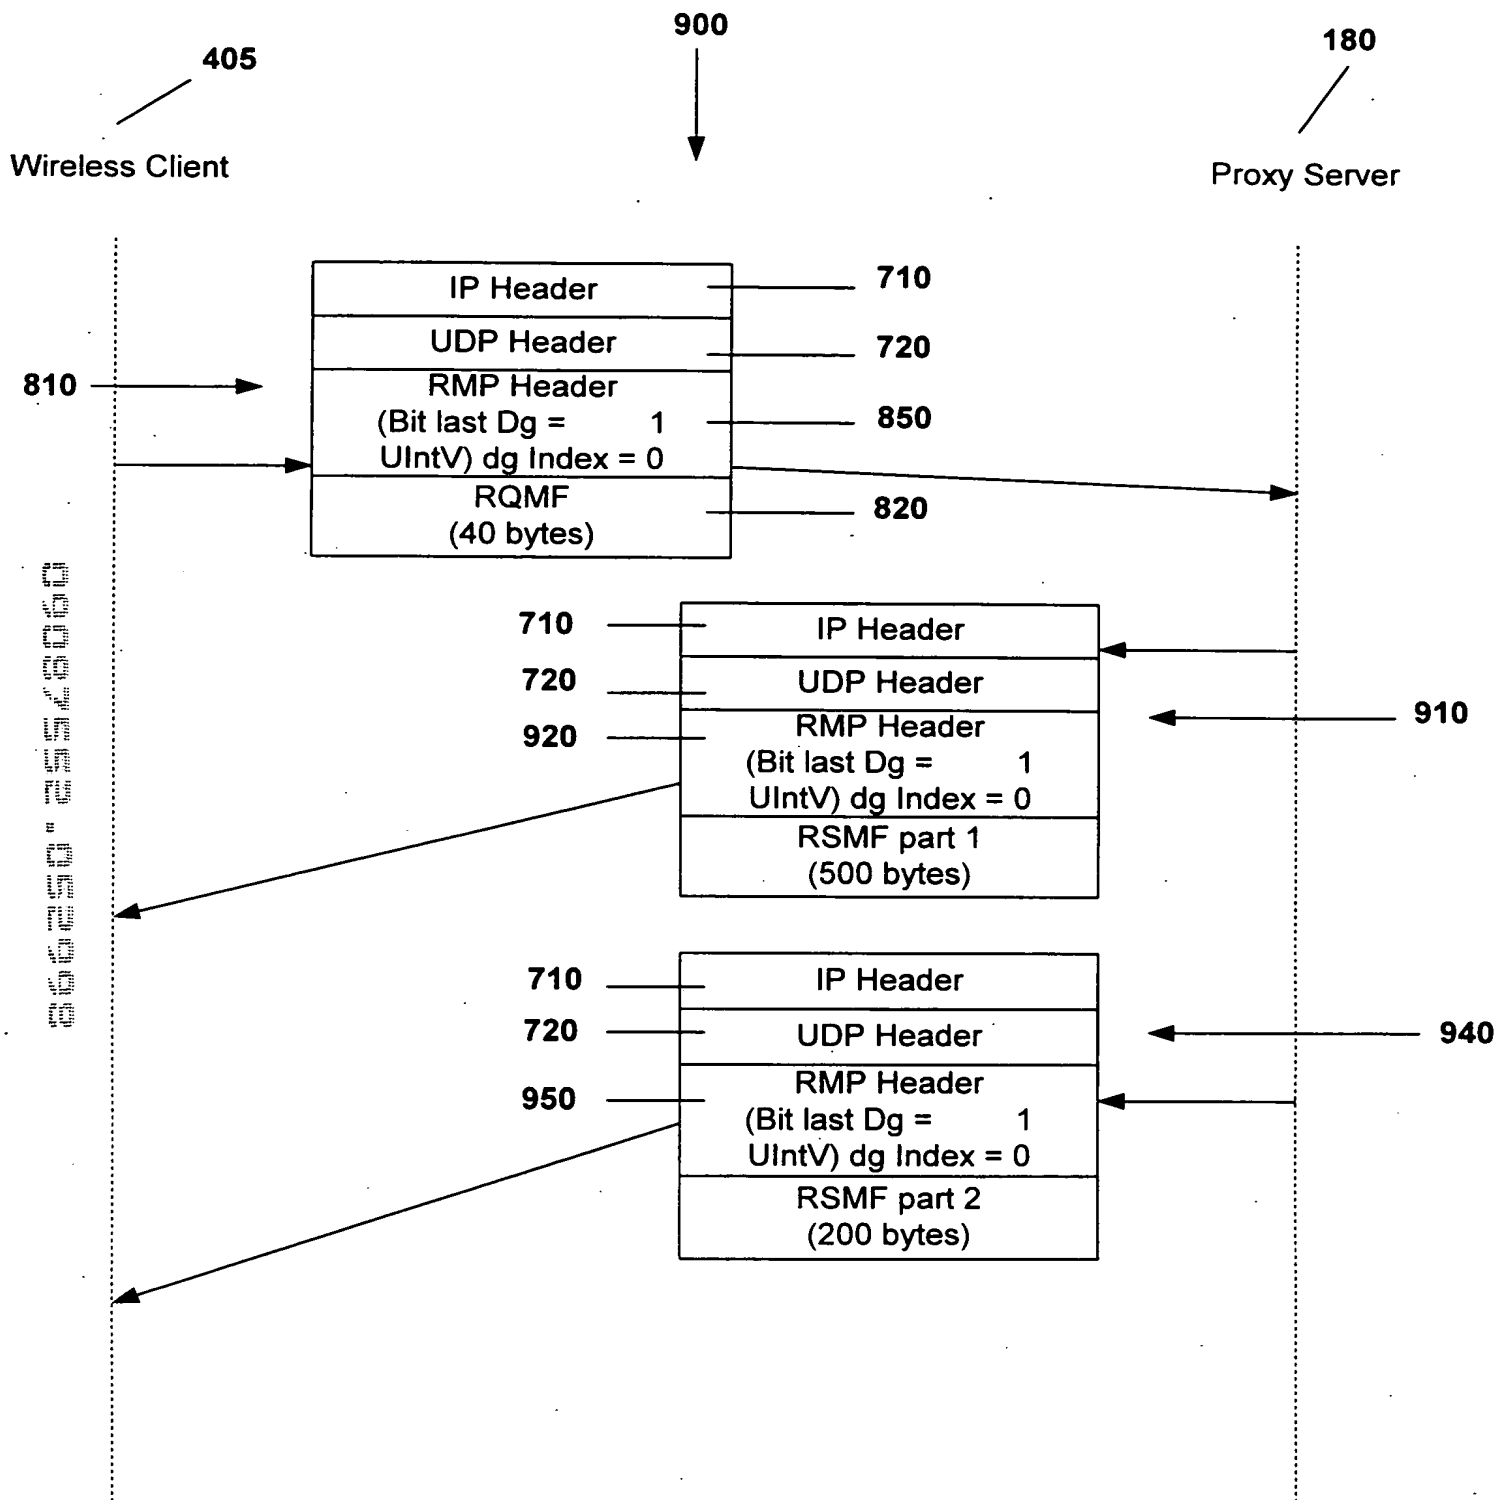 900
405
180
Wireless Client
Proxy Server
IP Header
710
UDP Header
720
810
RMP Header
(Bit last Dg = 1
850
UIntV) dg Index = 0
RQMF
820
(40 bytes)
710
IP Header
720
UDP Header
910
920
RMP Header
(Bit last Dg = 1
UIntV) dg Index = 0
RSMF part 1
(500 bytes)
710
IP Header
720
UDP Header
940
950
RMP Header
(Bit last Dg = 1
UIntV) dg Index = 0
RSMF part 2
(200 bytes)